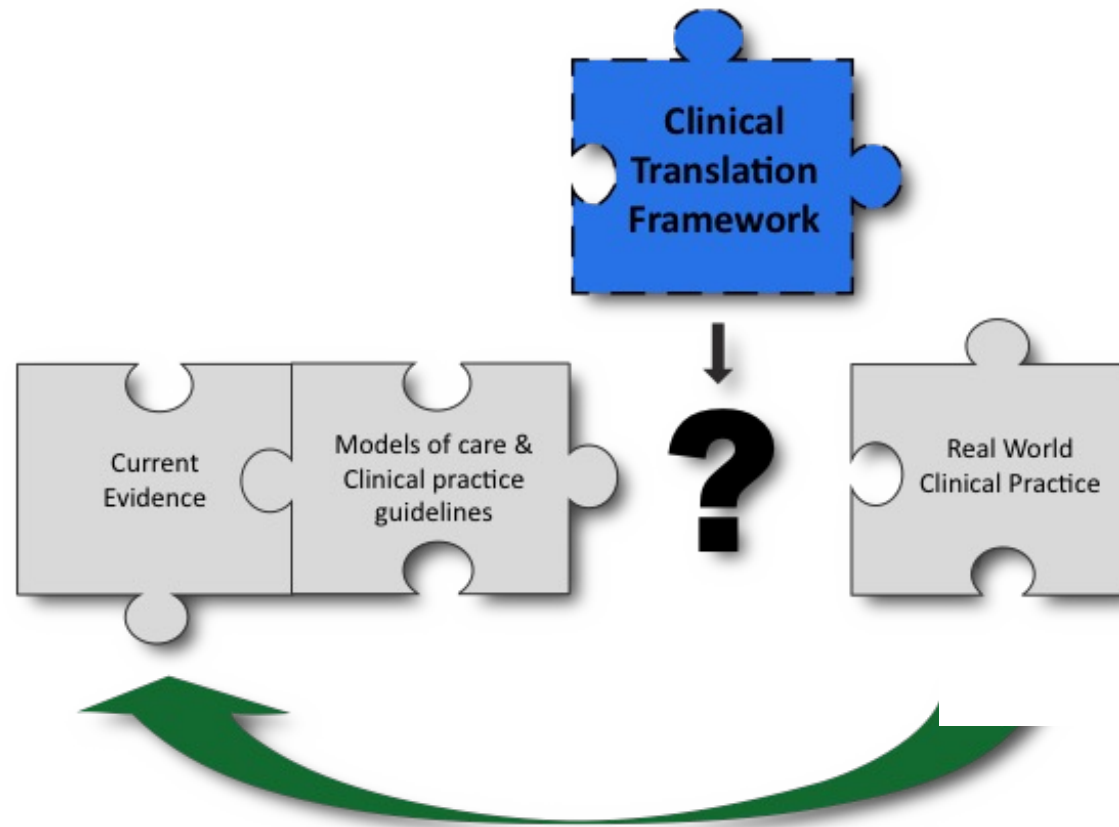 Clinical
Translation
Framework
Current
Evidence
Models of care &
Clinical practice
guidelines
?
Real World
Clinical Practice